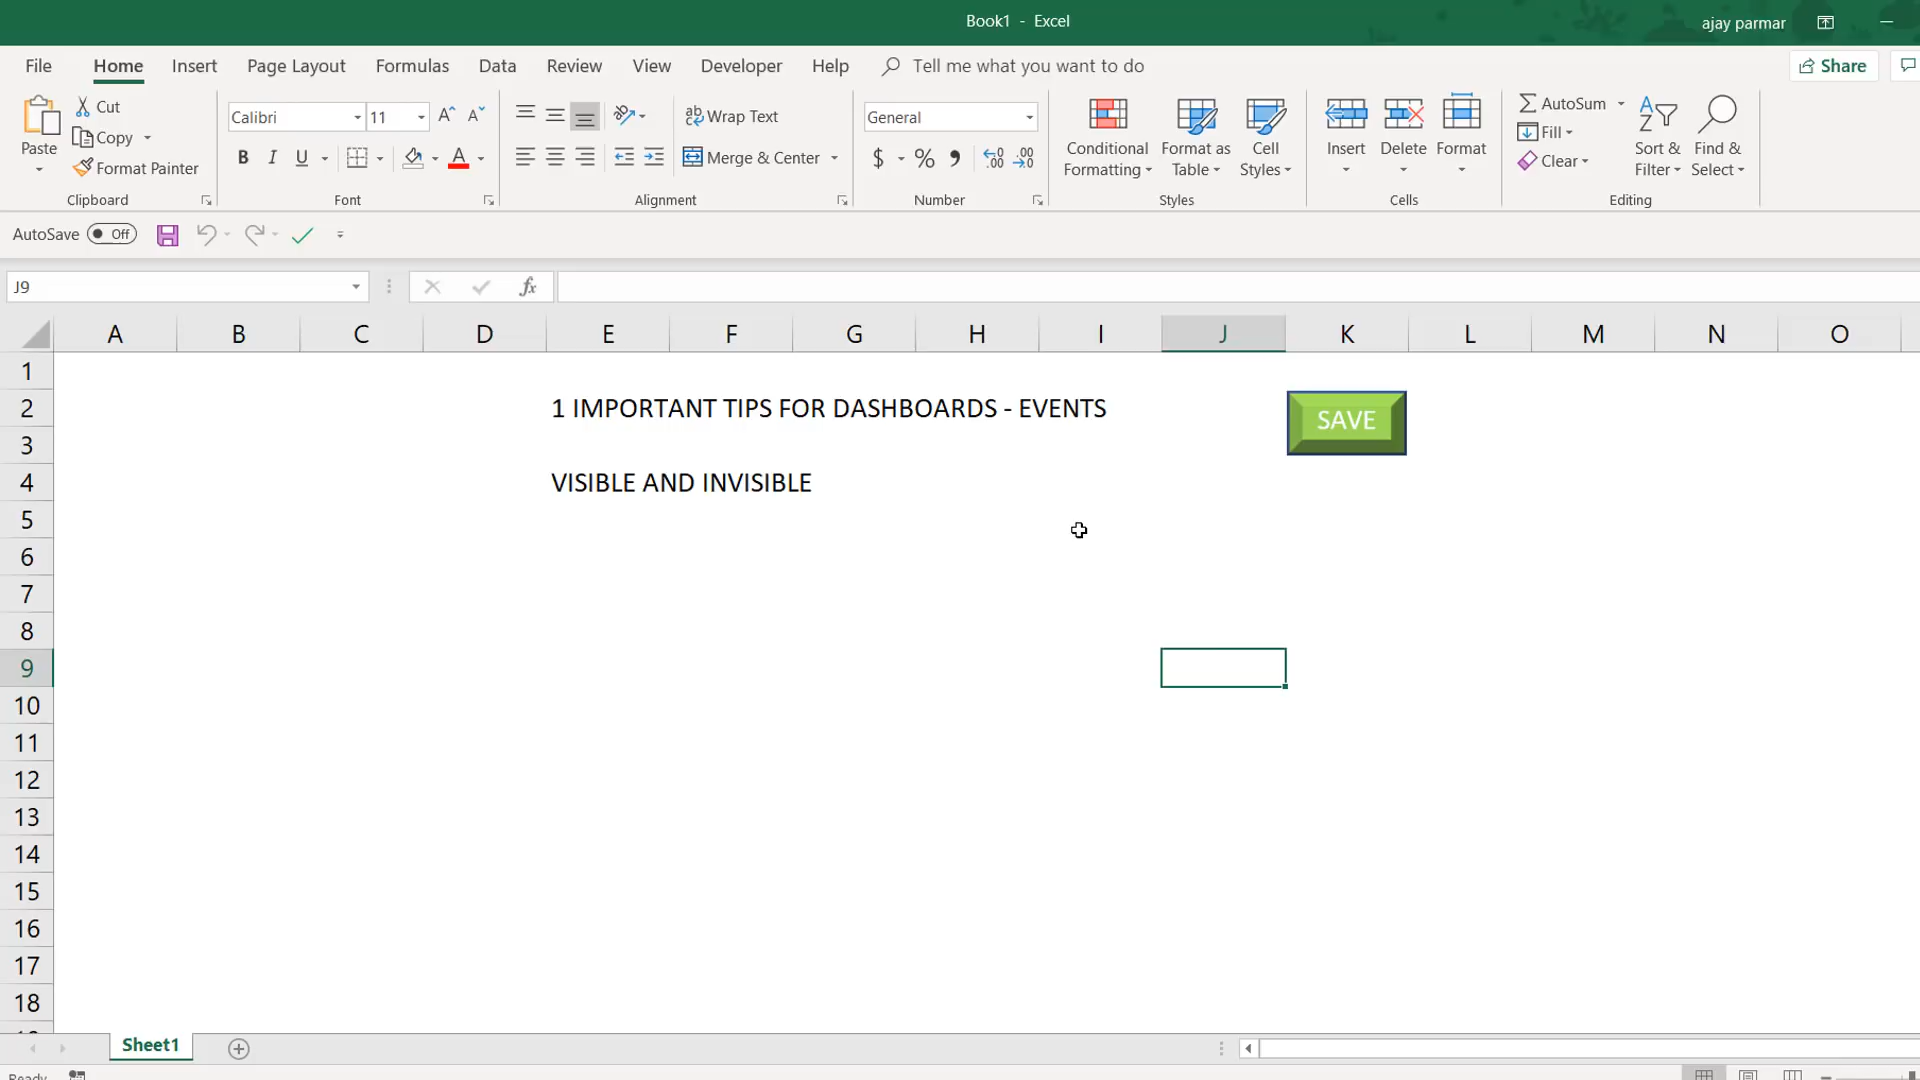 Book1 - Excel
ajay parmar
File Home Insert Page Layout Formulas Data Review View Developer Help Tell me what you want to do Share
Paste
Cut
Copy
Format Painter
Clipboard
Calibri 11
B I U A
Font
Wrap Text
Merge & Center
Alignment
General
$ % ,
Number
Conditional Formatting
Format as Table
Cell Styles
Styles
Insert Delete Format
Cells
AutoSum
Fill
Clear
Sort & Filter
Find & Select
Editing
AutoSave Off
J9 fx
A B C D E F G H I J K L M N O
1
2 1 IMPORTANT TIPS FOR DASHBOARDS - EVENTS SAVE
3
4 VISIBLE AND INVISIBLE
5
6
7
8
9
10
11
12
13
14
15
16
17
18
Sheet1
Ready